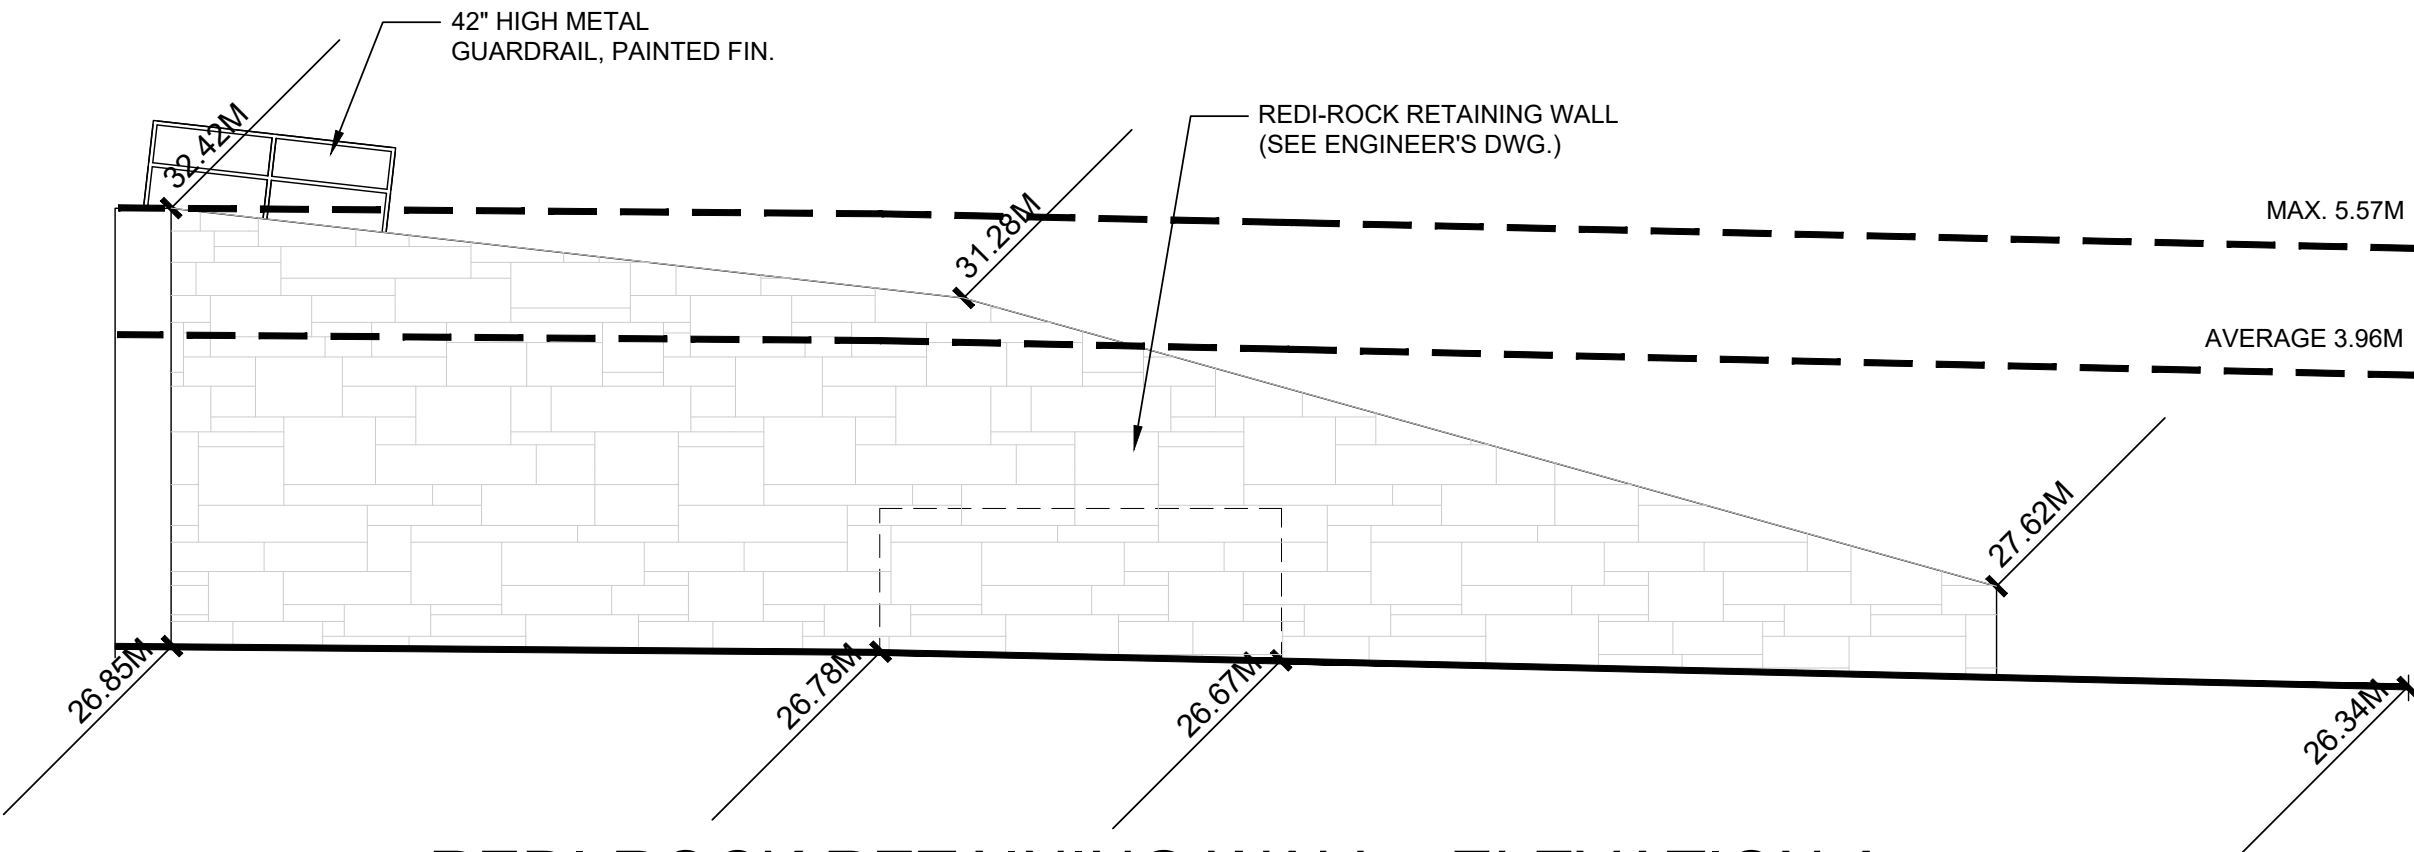 42" HIGH METAL
GUARDRAIL, PAINTED FIN.
32.42M
REDI-ROCK RETAINING WALL
(SEE ENGINEER'S DWG.)
31.28M
MAX. 5.57M
AVERAGE 3.96M
27.62M
26.85M
26.78M
26.67M
26.34M